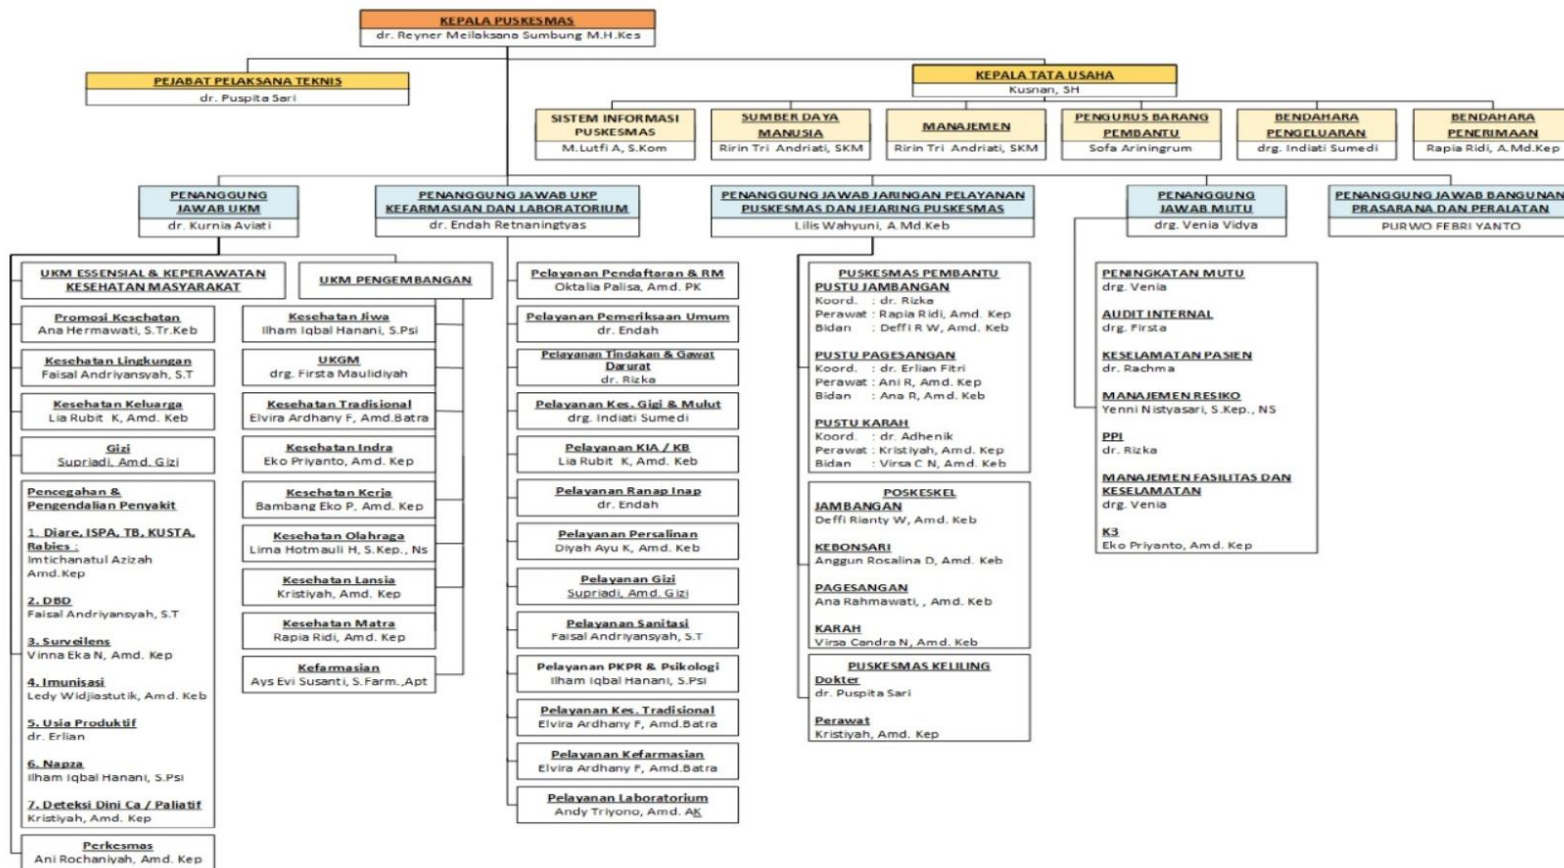 KEPALA PUSKESMAS
dr. Reyner Meilaksana Sumbung M.H.Kes
PEJABAT PELAKSANA TEKNIS
dr. Puspita Sari
KEPALA TATA USAHA
Kusnan, SH
SISTEM INFORMASI
PUSKESMAS
M.Lutfi A, S.Kom
SUMBER DAYA
MANUSIA
Ririn Tri Andriati, SKM
MANAJEMEN
Ririn Tri Andriati, SKM
PENGURUS BARANG
PEMBANTU
Sofa Ariningrum
BENDAHARA
PENGELUARAN
drg. Indiati Sumedi
BENDAHARA
PENERIMAAN
Rapia Ridi, A.Md.Kep
PENANGGUNG
JAWAB UKM
dr. Kurnia Aviati
PENANGGUNG JAWAB UKP
KEFARMASIAN DAN LABORATORIUM
dr. Endah Retnaningtyas
PENANGGUNG JAWAB JARINGAN PELAYANAN
PUSKESMAS DAN JEJARING PUSKESMAS
Lilis Wahyuni, A.Md.Keb
PENANGGUNG
JAWAB MUTU
drg. Venia Vidya
PENANGGUNG JAWAB BANGUNAN
PRASARANA DAN PERALATAN
PURWO FEBRI YANTO
UKM ESSENSIAL & KEPERAWATAN
KESEHATAN MASYARAKAT
Promosi Kesehatan
Ana Hermawati, S.Tr.Keb
Kesehatan Lingkungan
Faisal Andriyansyah, S.T
Kesehatan Keluarga
Lia Rubit K, Amd. Keb
Gizi
Supriadi, Amd. Gizi
Pencegahan &
Pengendalian Penyakit
1. Diare, ISPA, TB, KUSTA,
Rabies :
Imtichanatul Azizah
Amd.Kep
2. DBD
Faisal Andriyansyah, S.T
3. Surveilens
Vinna Eka N, Amd. Kep
4. Imunisasi
Ledy Widjiastutik, Amd. Keb
5. Usia Produktif
dr. Erlian
6. Napza
Ilham Iqbal Hanani, S.Psi
7. Deteksi Dini Ca / Paliatif
Kristiyah, Amd. Kep
Perkesmas
Ani Rochaniyah, Amd. Kep
UKM PENGEMBANGAN
Kesehatan Jiwa
Ilham Iqbal Hanani, S.Psi
UKGM
drg. Firsta Maulidiyah
Kesehatan Tradisional
Elvira Ardhany F, Amd.Batra
Kesehatan Indra
Eko Priyanto, Amd. Kep
Kesehatan Kerja
Bambang Eko P, Amd. Kep
Kesehatan Olahraga
Lima Hotmauli H, S.Kep., Ns
Kesehatan Lansia
Kristiyah, Amd. Kep
Kesehatan Matra
Rapia Ridi, Amd. Kep
Kefarmasian
Ays Evi Susanti, S.Farm.,Apt
Pelayanan Pendaftaran & RM
Oktalia Palisa, Amd. PK
Pelayanan Pemeriksaan Umum
dr. Endah
Pelayanan Tindakan & Gawat
Darurat
dr. Rizka
Pelayanan Kes. Gigi & Mulut
drg. Indiati Sumedi
Pelayanan KIA / KB
Lia Rubit K, Amd. Keb
Pelayanan Ranap Inap
dr. Endah
Pelayanan Persalinan
Diyah Ayu K, Amd. Keb
Pelayanan Gizi
Supriadi, Amd. Gizi
Pelayanan Sanitasi
Faisal Andriyansyah, S.T
Pelayanan PKPR & Psikologi
Ilham Iqbal Hanani, S.Psi
Pelayanan Kes. Tradisional
Elvira Ardhany F, Amd.Batra
Pelayanan Kefarmasian
Elvira Ardhany F, Amd.Batra
Pelayanan Laboratorium
Andy Triyono, Amd. AK
PUSKESMAS PEMBANTU
PUSTU JAMBANGAN
Koord. : dr. Rizka
Perawat : Rapia Ridi, Amd. Kep
Bidan : Deffi R W, Amd. Keb
PUSTU PAGESANGAN
Koord. : dr. Erlian Fitri
Perawat : Ani R, Amd. Kep
Bidan : Ana R, Amd. Keb
PUSTU KARAH
Koord. : dr. Adhenik
Perawat : Kristiyah, Amd. Kep
Bidan : Virsa C N, Amd. Keb
POSKESKEL
JAMBANGAN
Deffi Rianty W, Amd. Keb
KEBONSARI
Anggun Rosalina D, Amd. Keb
PAGESANGAN
Ana Rahmawati, , Amd. Keb
KARAH
Virsa Candra N, Amd. Keb
PUSKESMAS KELILING
Dokter
dr. Puspita Sari
Perawat
Kristiyah, Amd. Kep
PENINGKATAN MUTU
drg. Venia
AUDIT INTERNAL
drg. Firsta
KESELAMATAN PASIEN
dr. Rachma
MANAJEMEN RESIKO
Yenni Nistyasari, S.Kep., NS
PPI
dr. Rizka
MANAJEMEN FASILITAS DAN
KESELAMATAN
drg. Venia
K3
Eko Priyanto, Amd. Kep